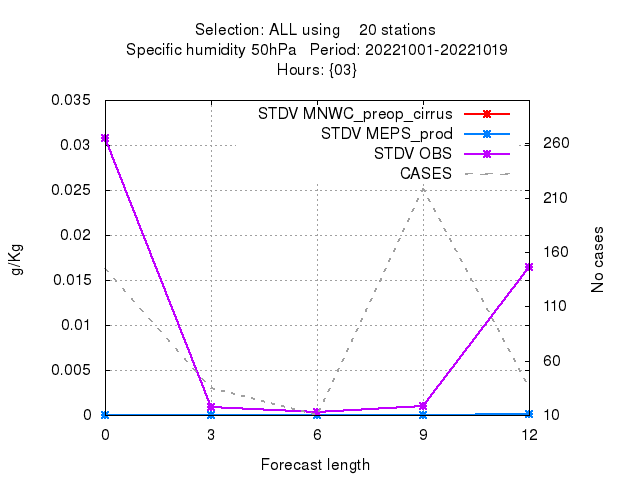 Selection: ALL using 20 stations
Specific humidity 50hPa Period: 20221001-20221019
Hours: {03}
STDV MNWC_preop_cirrus
STDV MEPS_prod
STDV OBS
CASES
0.035
0.03
0.025
0.02
0.015
0.01
0.005
0
g/Kg
260
210
160
110
60
10
No cases
0 3 6 9 12
Forecast length